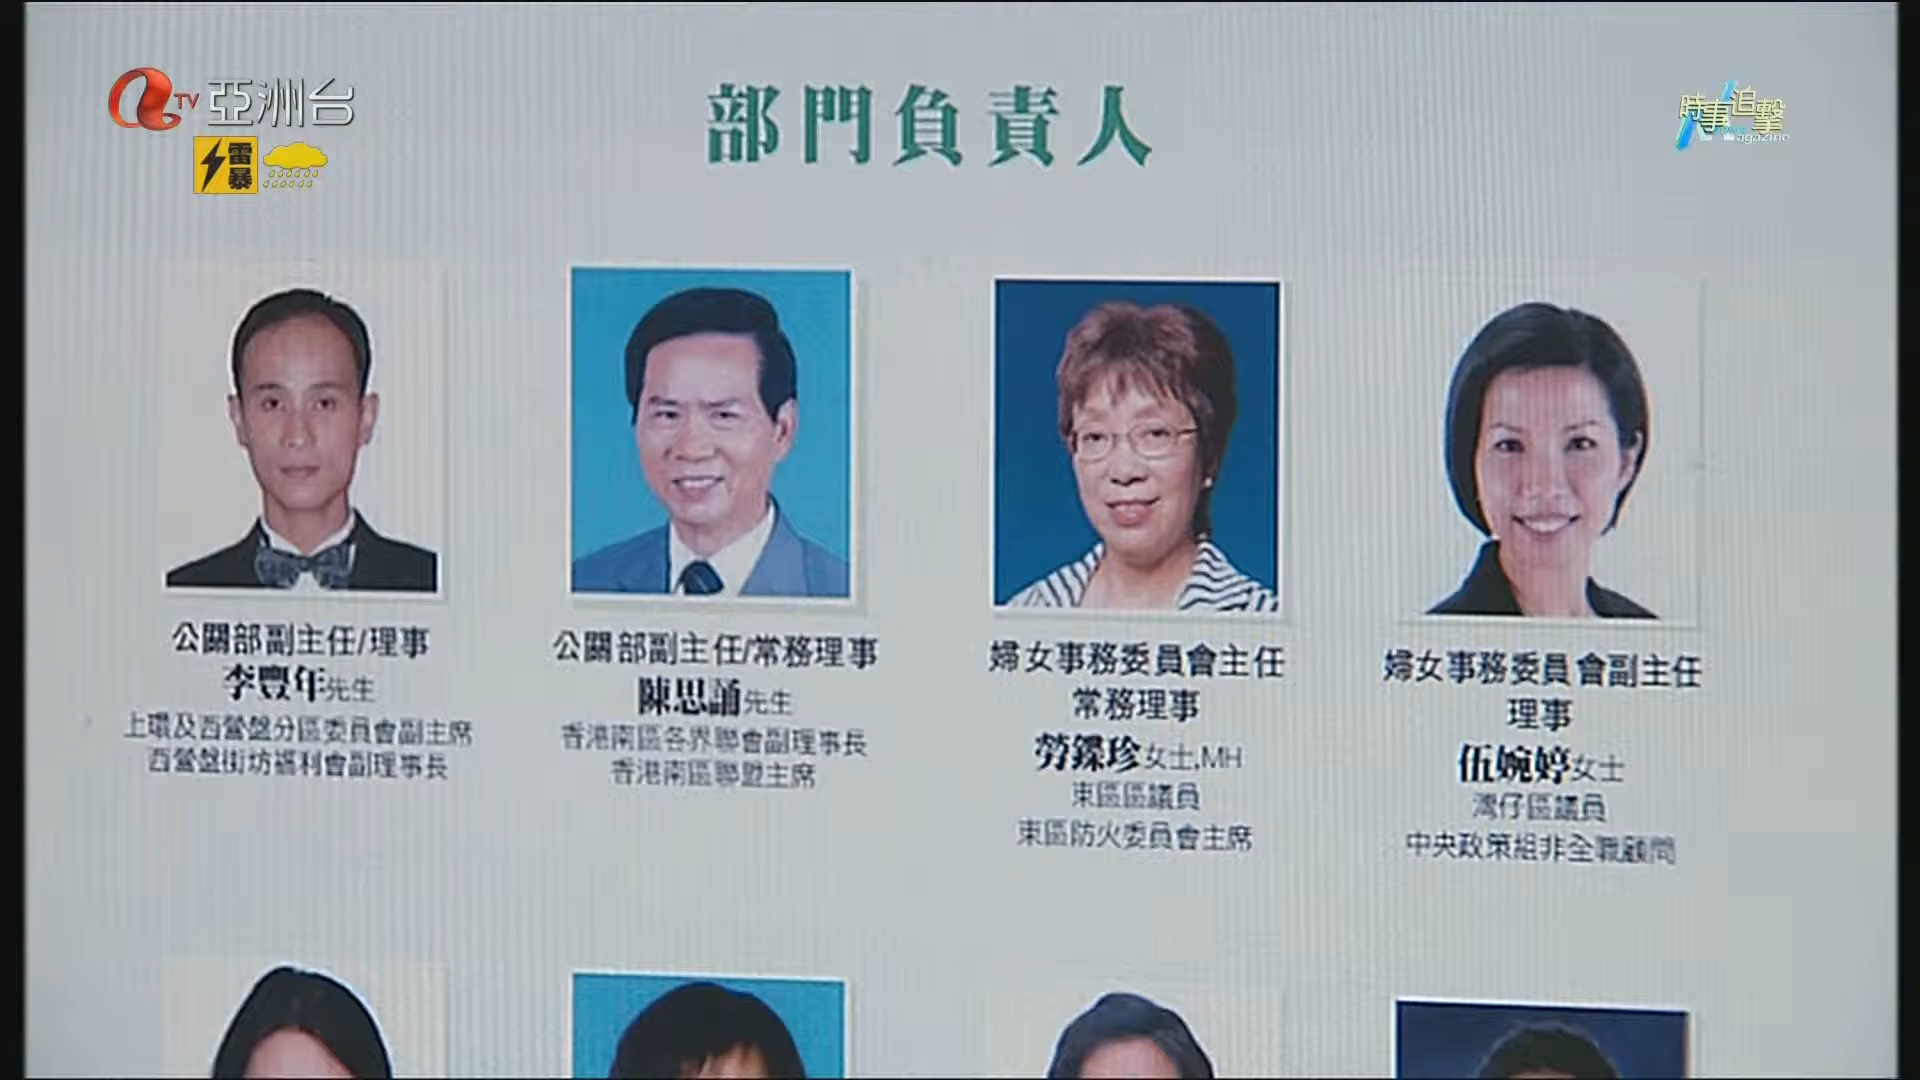 TV 亞洲台
雷暴
時事追擊
Magazine
部門負責人
公關部副主任/理事
李豐年先生
上環及西營盤分區委員會副主席
西營盤街坊福利會副理事長
公關部副主任/常務理事
陳思誦先生
香港南區各界聯會副理事長
香港南區聯盟主席
婦女事務委員會主任
常務理事
勞鍱珍女士,MH
東區區議員
東區防火委員會主席
婦女事務委員會副主任
理事
伍婉婷女士
灣仔區議員
中央政策組非全職顧問